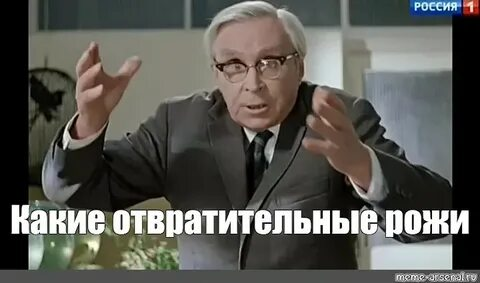 РОССИЯ 1
Какие отвратительные рожи
meme-arsenal.ru